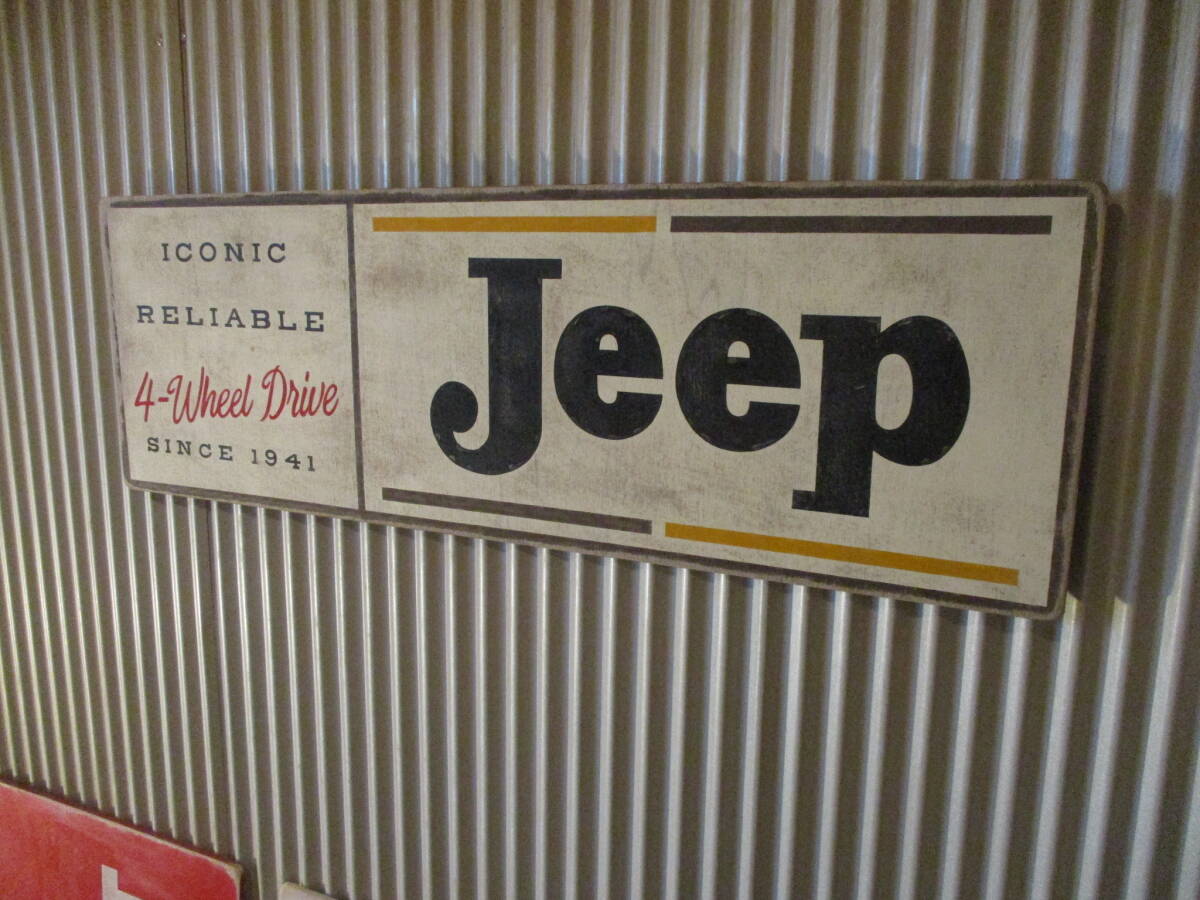 ICONIC
RELIABLE
4-Wheel Drive
SINCE 1941
Jeep